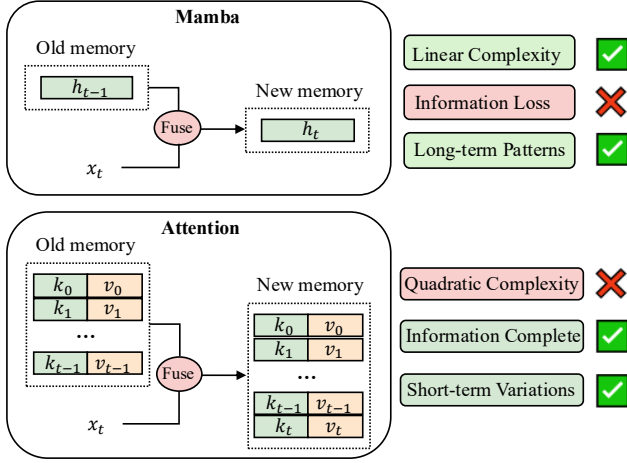 Mamba
Old memory
h_{t-1}
New memory
Fuse
h_t
x_t
Linear Complexity
Information Loss
Long-term Patterns
Attention
Old memory
k_0 v_0
k_1 v_1
...
k_{t-1} v_{t-1}
New memory
k_0 v_0
k_1 v_1
...
k_{t-1} v_{t-1}
k_t v_t
Fuse
x_t
Quadratic Complexity
Information Complete
Short-term Variations